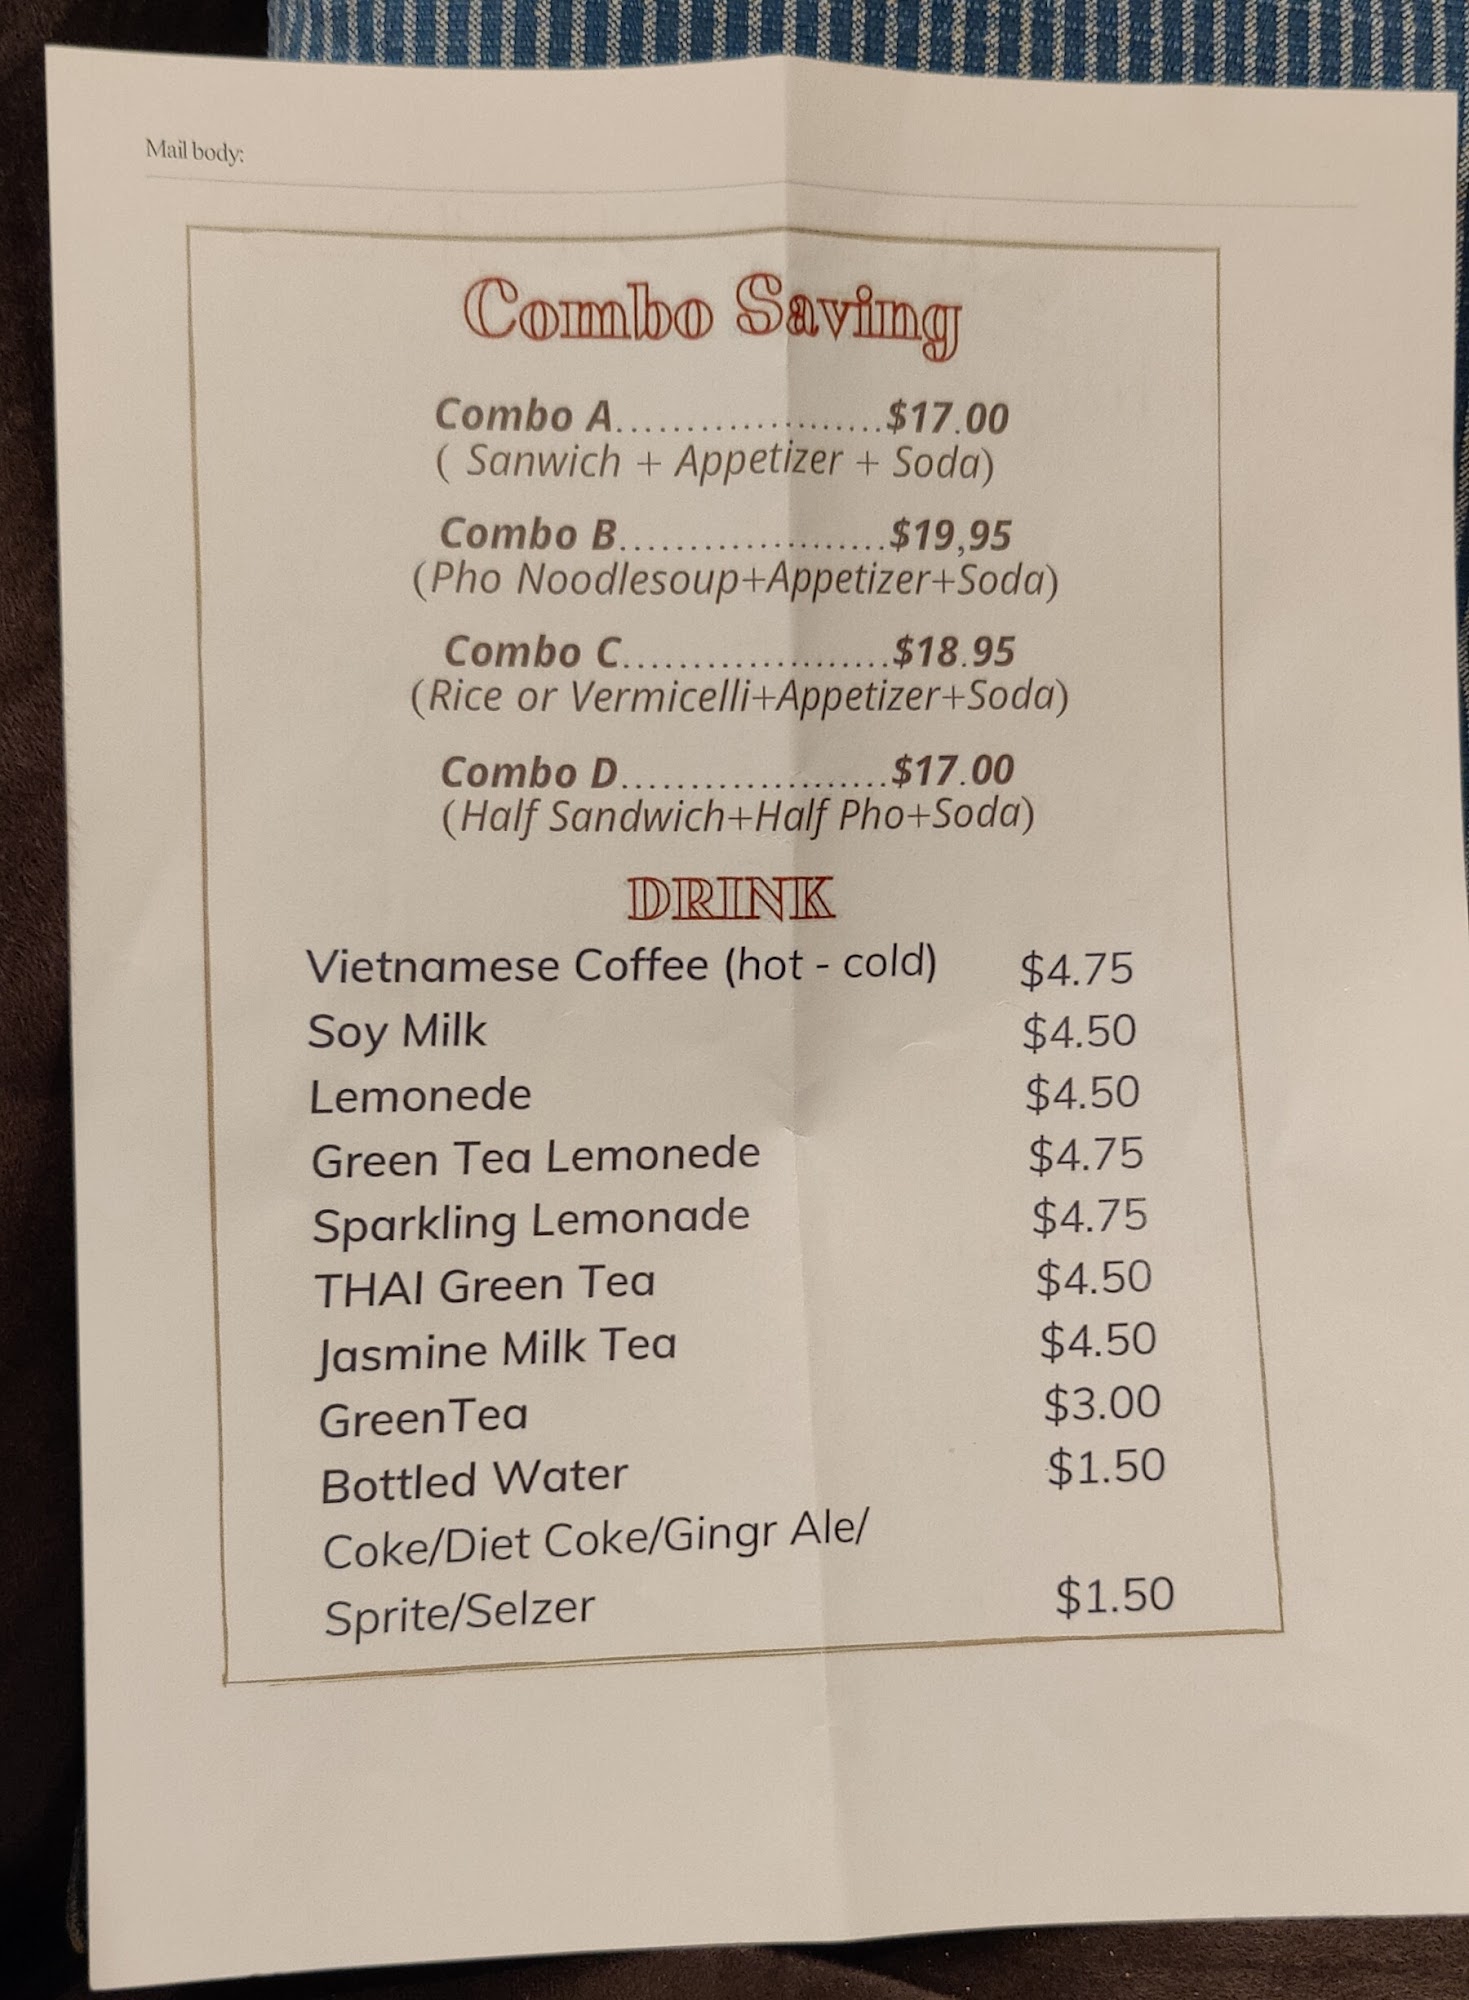 Mail body:
Combo Saving
Combo A...................$17.00
( Sanwich + Appetizer + Soda)
Combo B...................$19,95
(Pho Noodlesoup+Appetizer+Soda)
Combo C...................$18.95
(Rice or Vermicelli+Appetizer+Soda)
Combo D...................$17.00
(Half Sandwich+Half Pho+Soda)
DRINK
Vietnamese Coffee (hot - cold) $4.75
Soy Milk $4.50
Lemonede $4.50
Green Tea Lemonede $4.75
Sparkling Lemonade $4.75
THAI Green Tea $4.50
Jasmine Milk Tea $4.50
GreenTea $3.00
Bottled Water $1.50
Coke/Diet Coke/Gingr Ale/
Sprite/Selzer $1.50